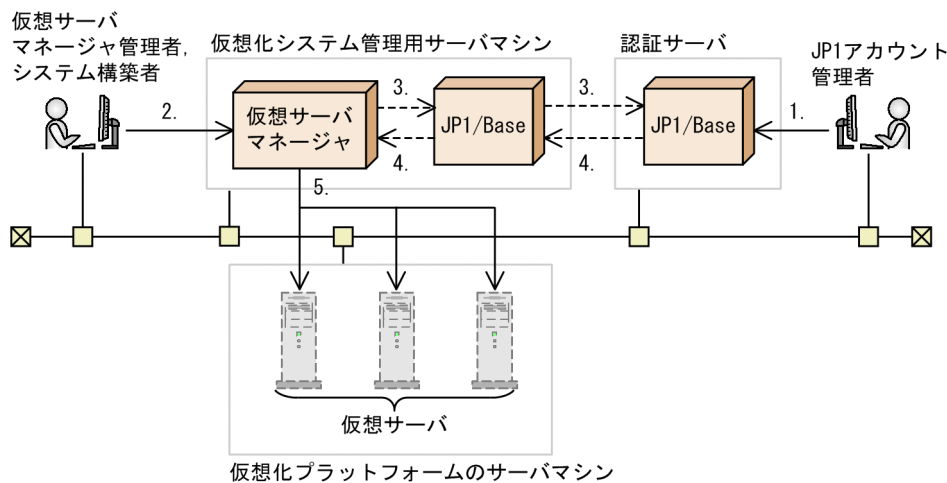 仮想サーバ
マネージャ管理者,
システム構築者
仮想化システム管理用サーバマシン
認証サーバ
JP1アカウント
管理者
2.
仮想サーバ
マネージャ
3.
4.
JP1/Base
3.
4.
JP1/Base
1.
5.
仮想サーバ
仮想化プラットフォームのサーバマシン